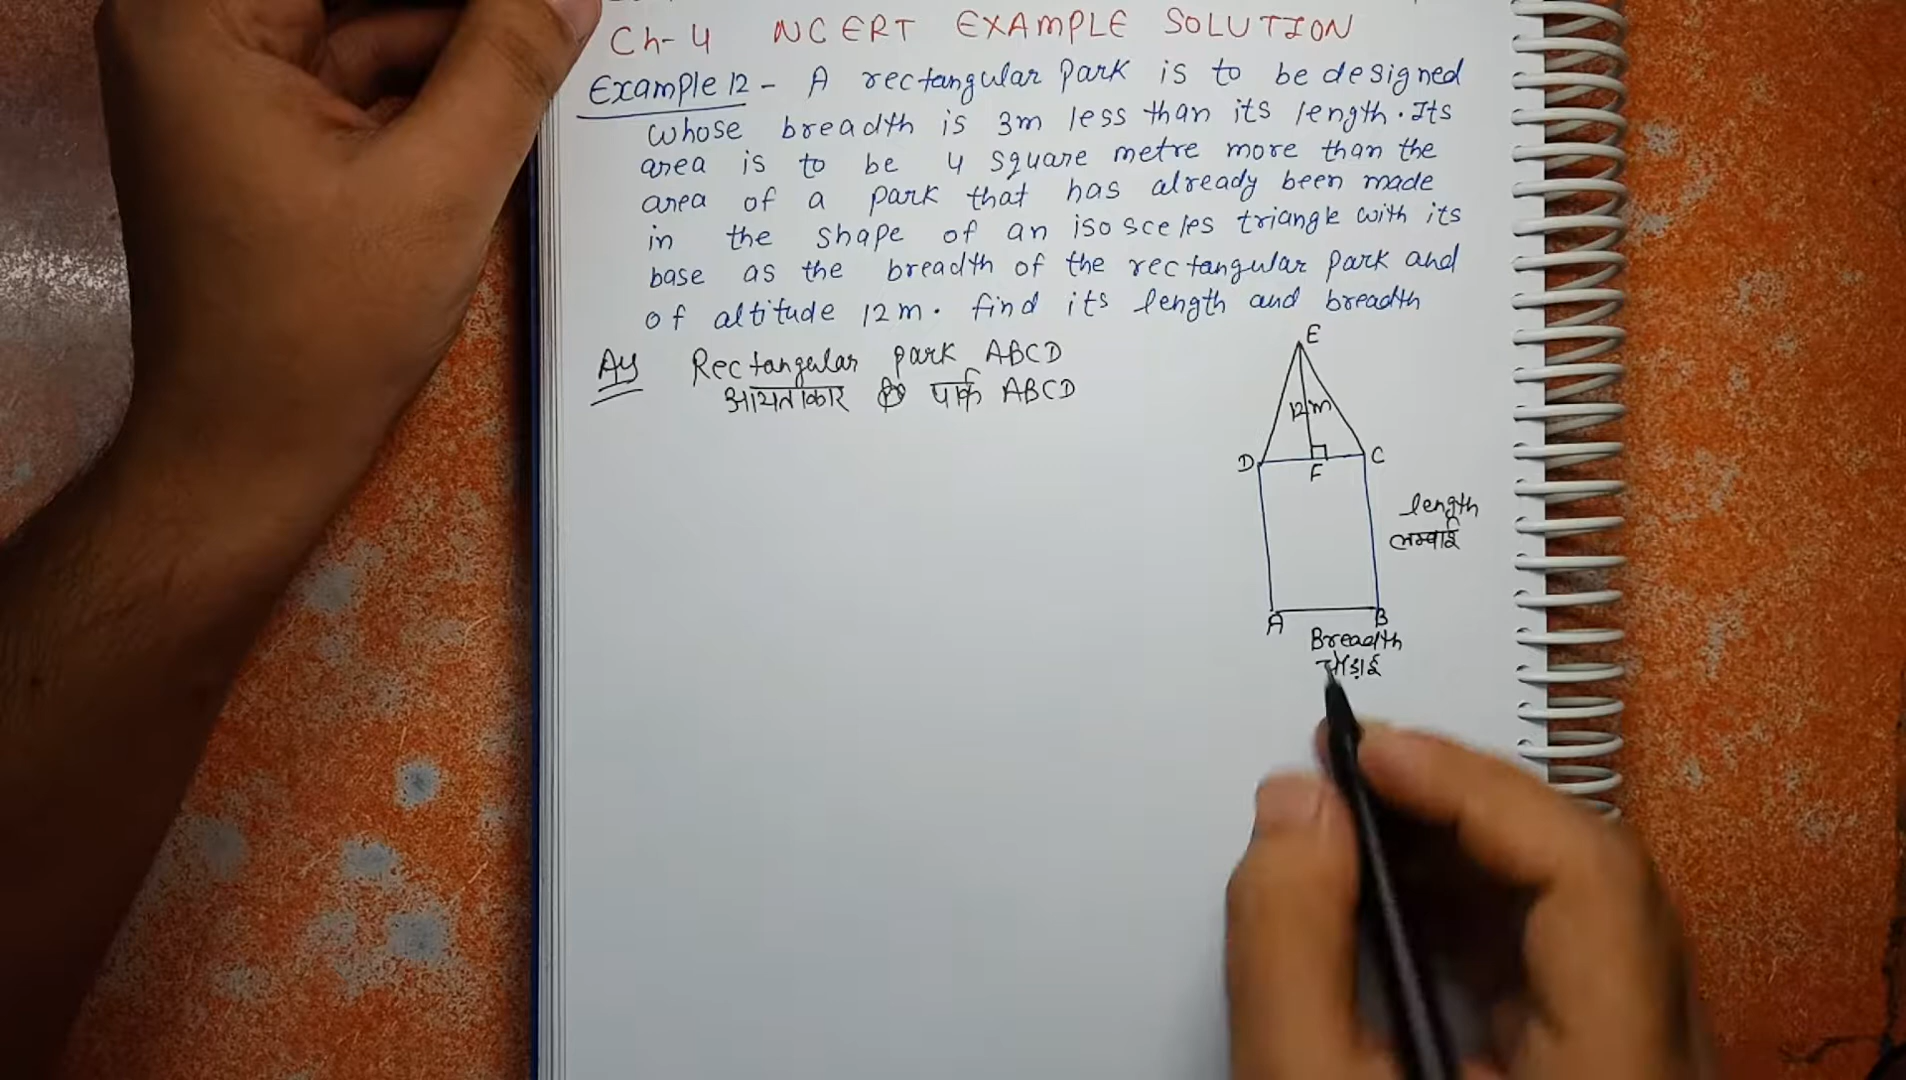 Ch-4 NCERT EXAMPLE SOLUTION
Example 12 - A rectangular park is to be designed
whose breadth is 3m less than its length. Its
area is to be 4 square metre more than the
area of a park that has already been made
in the shape of an isosceles triangle with its
base as the breadth of the rectangular park and
of altitude 12m. find its length and breadth
Rectangular park ABCD
आयताकार पार्क ABCD
E
12m
D
F
C
length
लम्बाई
A
B
Breadth
चौड़ाई